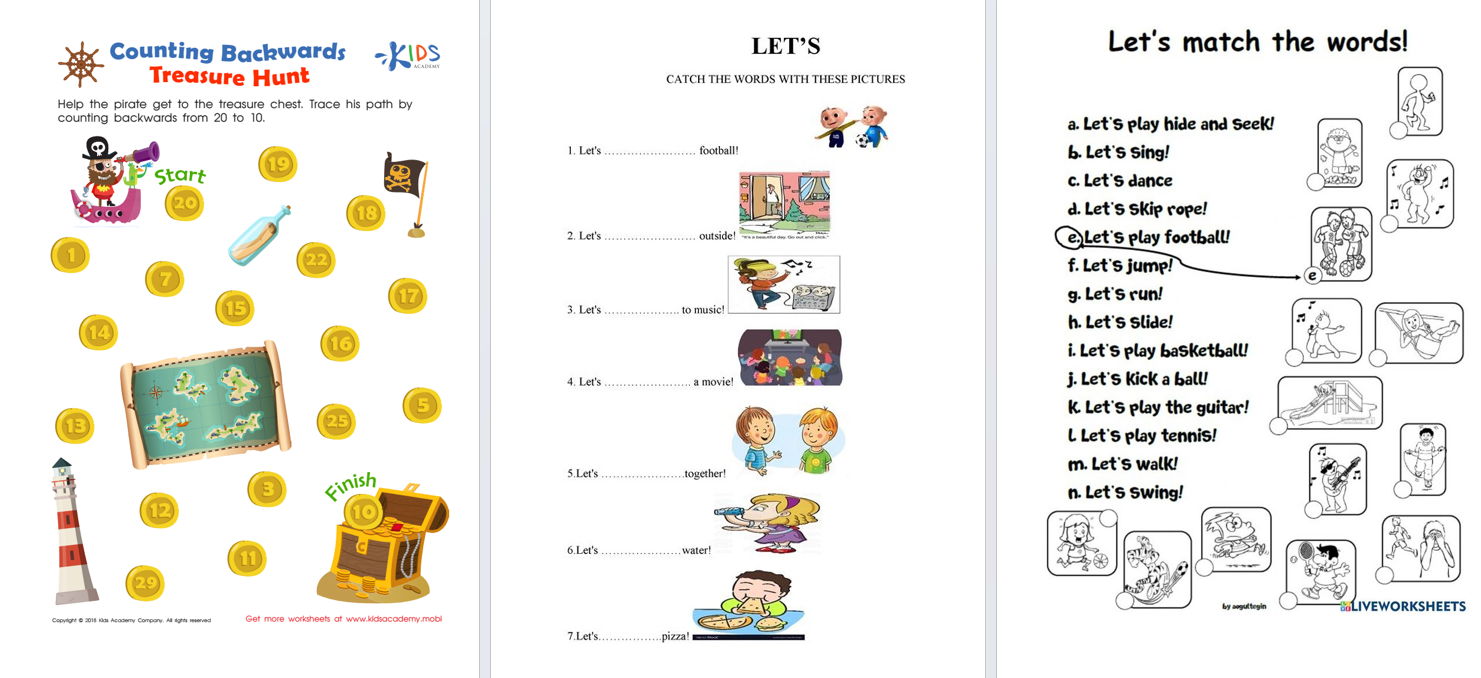 Counting Backwards
Treasure Hunt
KIDS
ACADEMY
Help the pirate get to the treasure chest. Trace his path by
counting backwards from 20 to 10.
Start
19
20
18
1
22
7
17
15
14
16
5
25
13
3
Finish
10
12
11
29
Copyright © 2018 Kids Academy Company. All rights reserved
Get more worksheets at www.kidsacademy.mobi
LET'S
CATCH THE WORDS WITH THESE PICTURES
1. Let's ........................ football!
2. Let's ........................ outside!
"It's a beautiful day. Go out and click."
3. Let's .................... to music!
4. Let's ....................... a movie!
5.Let's ......................together!
6.Let's ......................water!
7.Let's.................pizza!
Let's match the words!
a. Let's play hide and seek!
b. Let's sing!
c. Let's dance
d. Let's skip rope!
e. Let's play football!
f. Let's jump!
e
g. Let's run!
h. Let's slide!
i. Let's play basketball!
j. Let's kick a ball!
k. Let's play the guitar!
l. Let's play tennis!
m. Let's walk!
n. Let's swing!
by aegultegin
LIVEWORKSHEETS